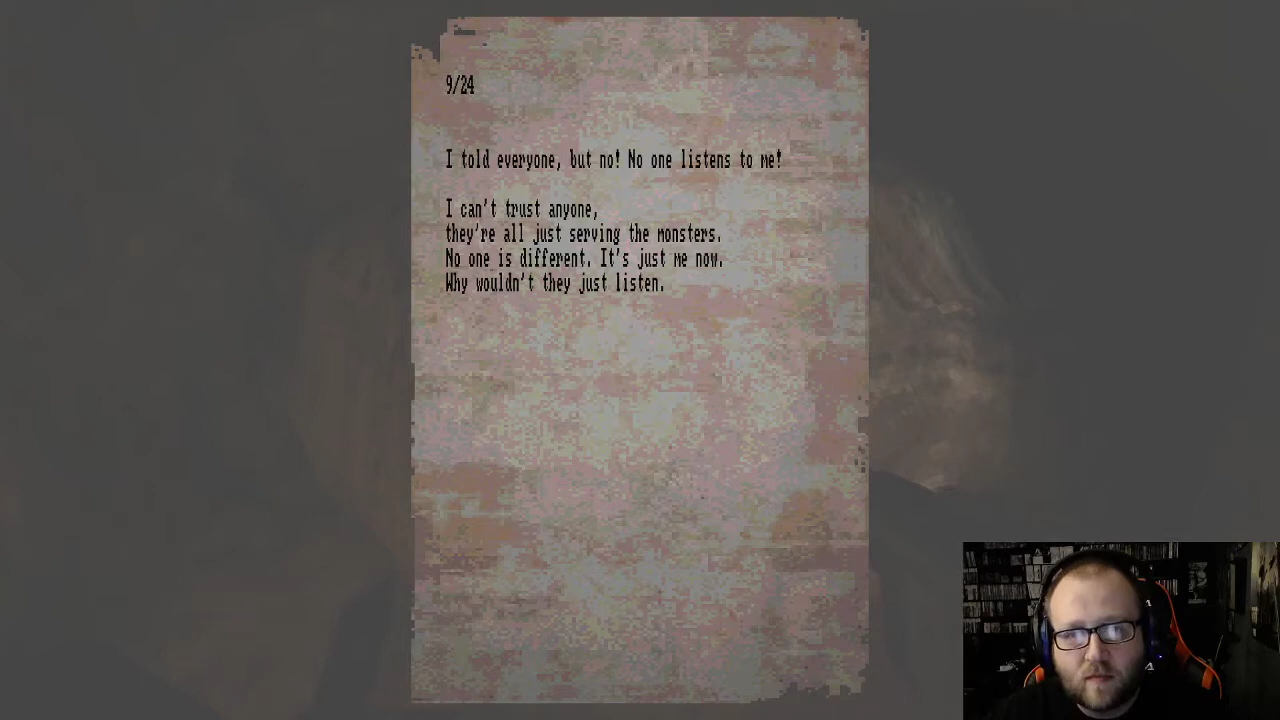 9/24
I told everyone, but no! No one listens to me!
I can't trust anyone,
they're all just serving the monsters.
No one is different. It's just me now.
Why wouldn't they just listen.